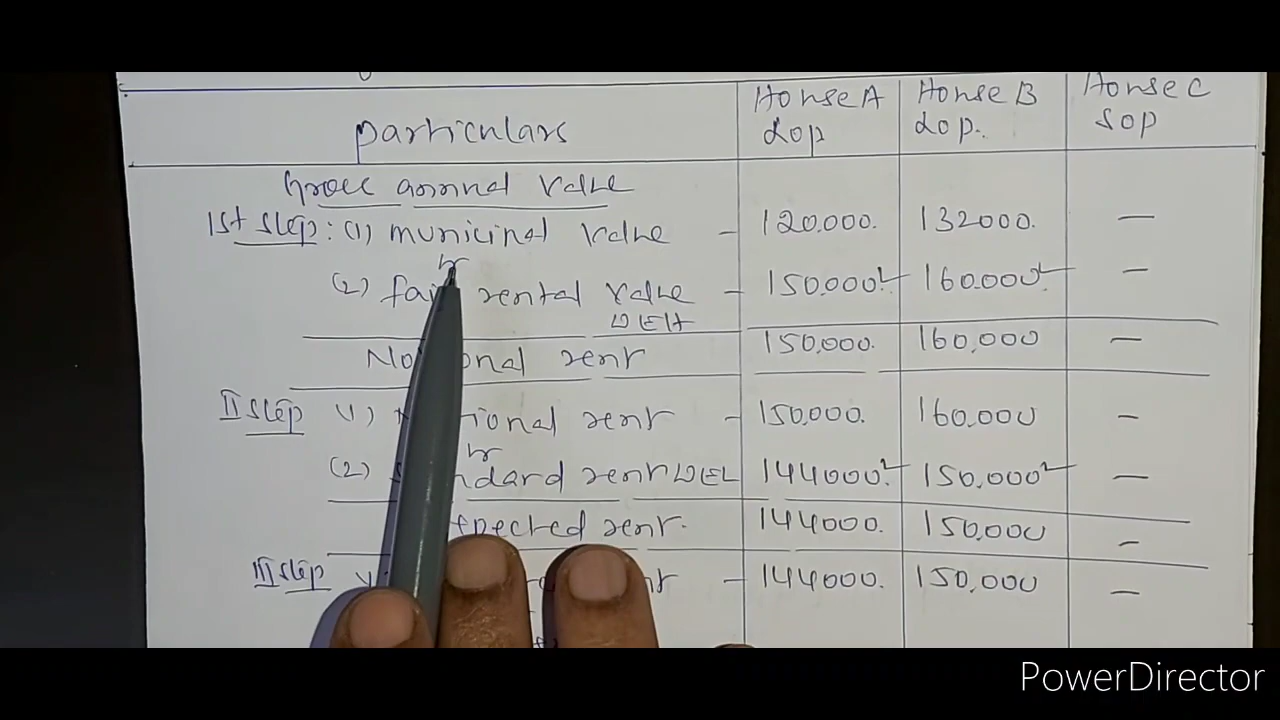 Particulars House A LOP House B LOP. House C SOP
Gross annual Value
1st step: (1) municipal Value - 120.000. 132000. -
or
(2) fair rental value - 150.000 160.000 -
WEH
Notional rent 150,000. 160,000 -
II step (1) notional rent - 150,000. 160,000 -
or
(2) standard rent WEL 144000 150,000 -
Expected rent. 144000. 150,000 -
III step rent - 144000. 150,000 -
PowerDirector